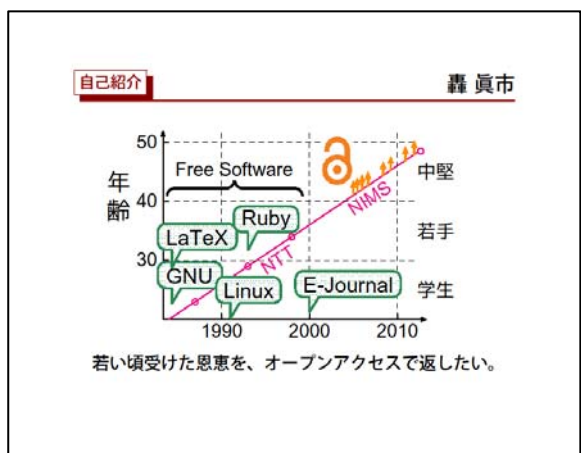 自己紹介
轟 眞市
50
40
30
年齢
Free Software
LaTeX
Ruby
GNU
Linux
E-Journal
NTT
NIMS
中堅
若手
学生
1990 2000 2010
若い頃受けた恩恵を、オープンアクセスで返したい。